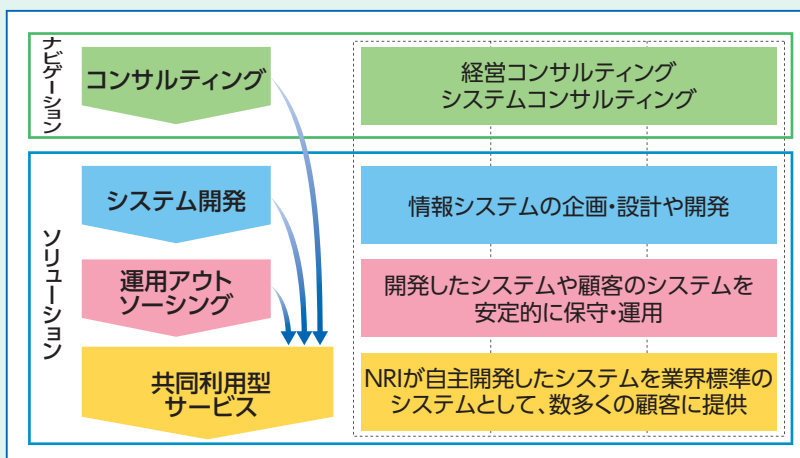 ナビゲーション
コンサルティング
経営コンサルティング
システムコンサルティング
ソリューション
システム開発
情報システムの企画・設計や開発
運用アウト
ソーシング
開発したシステムや顧客のシステムを
安定的に保守・運用
共同利用型
サービス
NRIが自主開発したシステムを業界標準の
システムとして、数多くの顧客に提供